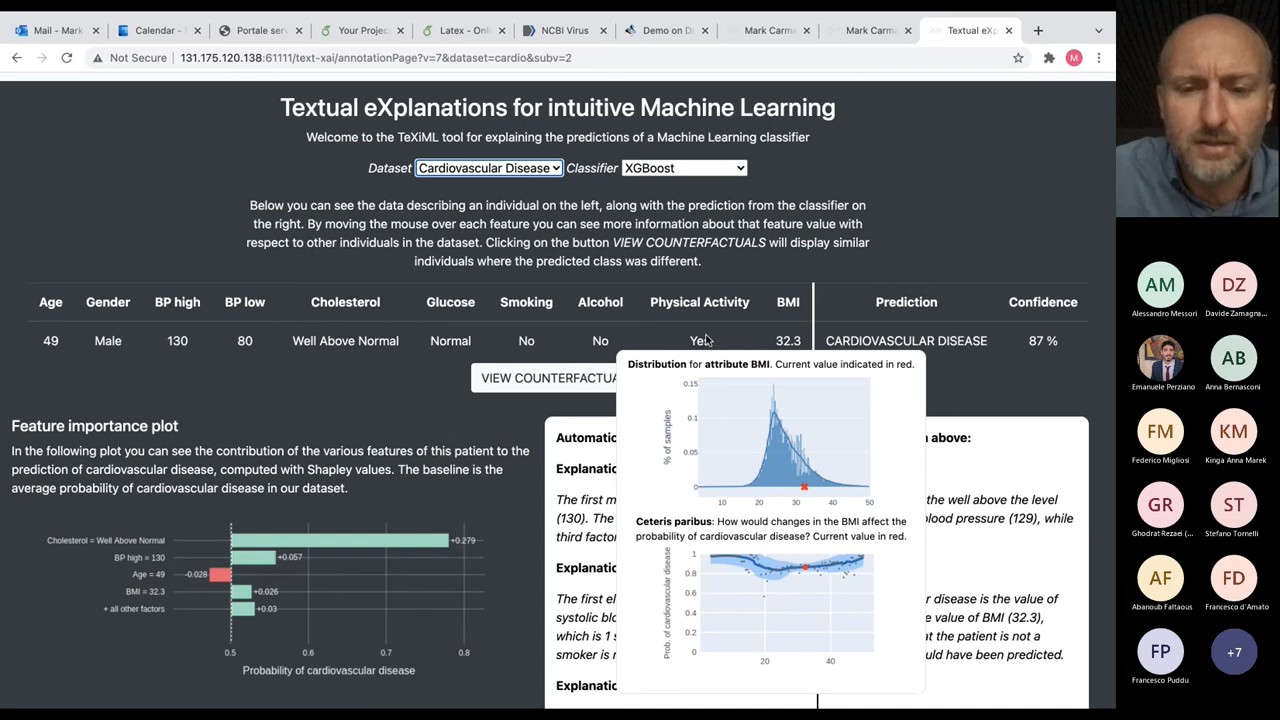 Mail - Mark
Calendar -
Portale ser
Your Projec
Latex - Onli
NCBI Virus
Demo on D
Mark Carma
Mark Carma
Textual eXp
Not Secure
131.175.120.138:61111/text-xai/annotationPage?v=7&dataset=cardio&subv=2
M
Textual eXplanations for intuitive Machine Learning
Welcome to the TeXiML tool for explaining the predictions of a Machine Learning classifier
Dataset Cardiovascular Disease Classifier XGBoost
Below you can see the data describing an individual on the left, along with the prediction from the classifier on
the right. By moving the mouse over each feature you can see more information about that feature value with
respect to other individuals in the dataset. Clicking on the button VIEW COUNTERFACTUALS will display similar
individuals where the predicted class was different.
Age Gender BP high BP low Cholesterol Glucose Smoking Alcohol Physical Activity BMI Prediction Confidence
49 Male 130 80 Well Above Normal Normal No No Yes 32.3 CARDIOVASCULAR DISEASE 87 %
VIEW COUNTERFACTUA
Feature importance plot
In the following plot you can see the contribution of the various features of this patient to the
prediction of cardiovascular disease, computed with Shapley values. The baseline is the
average probability of cardiovascular disease in our dataset.
Cholesterol = Well Above Normal +0.279
BP high = 130 +0.057
Age = 49 -0.028
BMI = 32.3 +0.026
+ all other factors +0.03
0.5 0.6 0.7 0.8
Probability of cardiovascular disease
Distribution for attribute BMI. Current value indicated in red.
% of samples
0.15
0.1
0.05
0
10 20 30 40 50
Ceteris paribus: How would changes in the BMI affect the
probability of cardiovascular disease? Current value in red.
Prob. of cardiovascular disease
1
0.8
0.6
0.4
0.2
0
20 40
Automatic
n above:
Explanatio
The first m
the well above the level
(130). The
blood pressure (129), while
third facto
Explanatio
The first el
r disease is the value of
systolic blo
e value of BMI (32.3),
which is 1 s
t the patient is not a
smoker is r
uld have been predicted.
Explanatio
AM
Alessandro Messori
DZ
Davide Zamagna...
Emanuele Perziano
AB
Anna Bernasconi
FM
Federico Migliosi
KM
Kinga Anna Marek
GR
Ghodrat Rezaei (...
ST
Stefano Tornelli
AF
Abanoub Faltaous
FD
Francesco d'Amato
FP
Francesco Puddu
+7